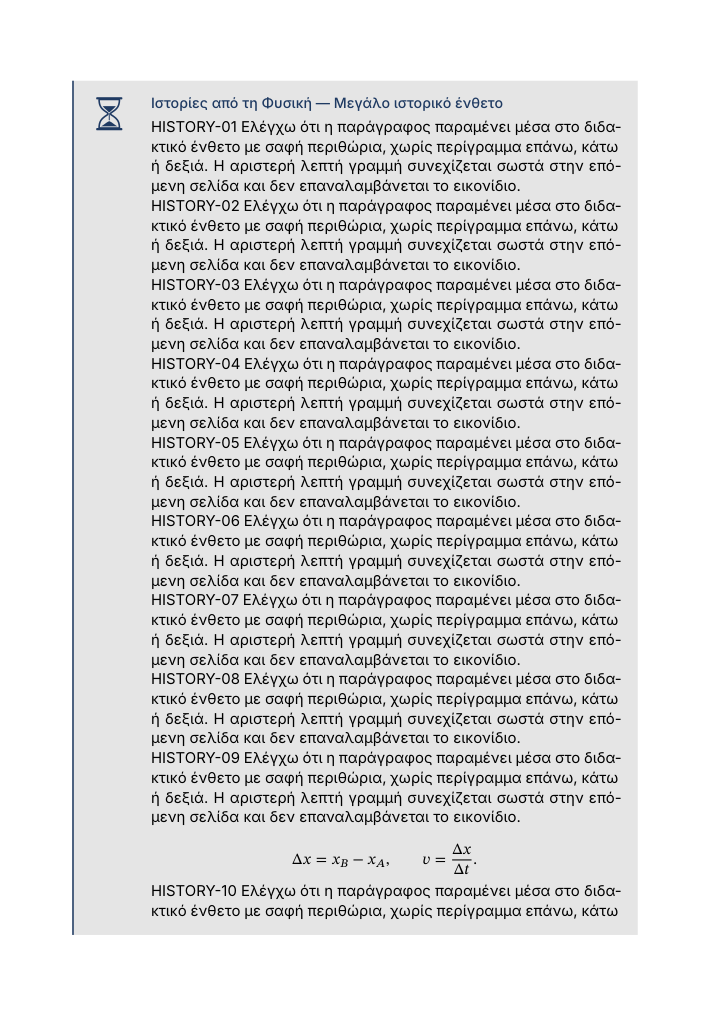 Ιστορίες από τη Φυσική — Μεγάλο ιστορικό ένθετο
HISTORY-01 Ελέγχω ότι η παράγραφος παραμένει μέσα στο διδα-
κτικό ένθετο με σαφή περιθώρια, χωρίς περίγραμμα επάνω, κάτω
ή δεξιά. Η αριστερή λεπτή γραμμή συνεχίζεται σωστά στην επό-
μενη σελίδα και δεν επαναλαμβάνεται το εικονίδιο.
HISTORY-02 Ελέγχω ότι η παράγραφος παραμένει μέσα στο διδα-
κτικό ένθετο με σαφή περιθώρια, χωρίς περίγραμμα επάνω, κάτω
ή δεξιά. Η αριστερή λεπτή γραμμή συνεχίζεται σωστά στην επό-
μενη σελίδα και δεν επαναλαμβάνεται το εικονίδιο.
HISTORY-03 Ελέγχω ότι η παράγραφος παραμένει μέσα στο διδα-
κτικό ένθετο με σαφή περιθώρια, χωρίς περίγραμμα επάνω, κάτω
ή δεξιά. Η αριστερή λεπτή γραμμή συνεχίζεται σωστά στην επό-
μενη σελίδα και δεν επαναλαμβάνεται το εικονίδιο.
HISTORY-04 Ελέγχω ότι η παράγραφος παραμένει μέσα στο διδα-
κτικό ένθετο με σαφή περιθώρια, χωρίς περίγραμμα επάνω, κάτω
ή δεξιά. Η αριστερή λεπτή γραμμή συνεχίζεται σωστά στην επό-
μενη σελίδα και δεν επαναλαμβάνεται το εικονίδιο.
HISTORY-05 Ελέγχω ότι η παράγραφος παραμένει μέσα στο διδα-
κτικό ένθετο με σαφή περιθώρια, χωρίς περίγραμμα επάνω, κάτω
ή δεξιά. Η αριστερή λεπτή γραμμή συνεχίζεται σωστά στην επό-
μενη σελίδα και δεν επαναλαμβάνεται το εικονίδιο.
HISTORY-06 Ελέγχω ότι η παράγραφος παραμένει μέσα στο διδα-
κτικό ένθετο με σαφή περιθώρια, χωρίς περίγραμμα επάνω, κάτω
ή δεξιά. Η αριστερή λεπτή γραμμή συνεχίζεται σωστά στην επό-
μενη σελίδα και δεν επαναλαμβάνεται το εικονίδιο.
HISTORY-07 Ελέγχω ότι η παράγραφος παραμένει μέσα στο διδα-
κτικό ένθετο με σαφή περιθώρια, χωρίς περίγραμμα επάνω, κάτω
ή δεξιά. Η αριστερή λεπτή γραμμή συνεχίζεται σωστά στην επό-
μενη σελίδα και δεν επαναλαμβάνεται το εικονίδιο.
HISTORY-08 Ελέγχω ότι η παράγραφος παραμένει μέσα στο διδα-
κτικό ένθετο με σαφή περιθώρια, χωρίς περίγραμμα επάνω, κάτω
ή δεξιά. Η αριστερή λεπτή γραμμή συνεχίζεται σωστά στην επό-
μενη σελίδα και δεν επαναλαμβάνεται το εικονίδιο.
HISTORY-09 Ελέγχω ότι η παράγραφος παραμένει μέσα στο διδα-
κτικό ένθετο με σαφή περιθώρια, χωρίς περίγραμμα επάνω, κάτω
ή δεξιά. Η αριστερή λεπτή γραμμή συνεχίζεται σωστά στην επό-
μενη σελίδα και δεν επαναλαμβάνεται το εικονίδιο.
Δx = x_B − x_A, υ = Δx/Δt.
HISTORY-10 Ελέγχω ότι η παράγραφος παραμένει μέσα στο διδα-
κτικό ένθετο με σαφή περιθώρια, χωρίς περίγραμμα επάνω, κάτω